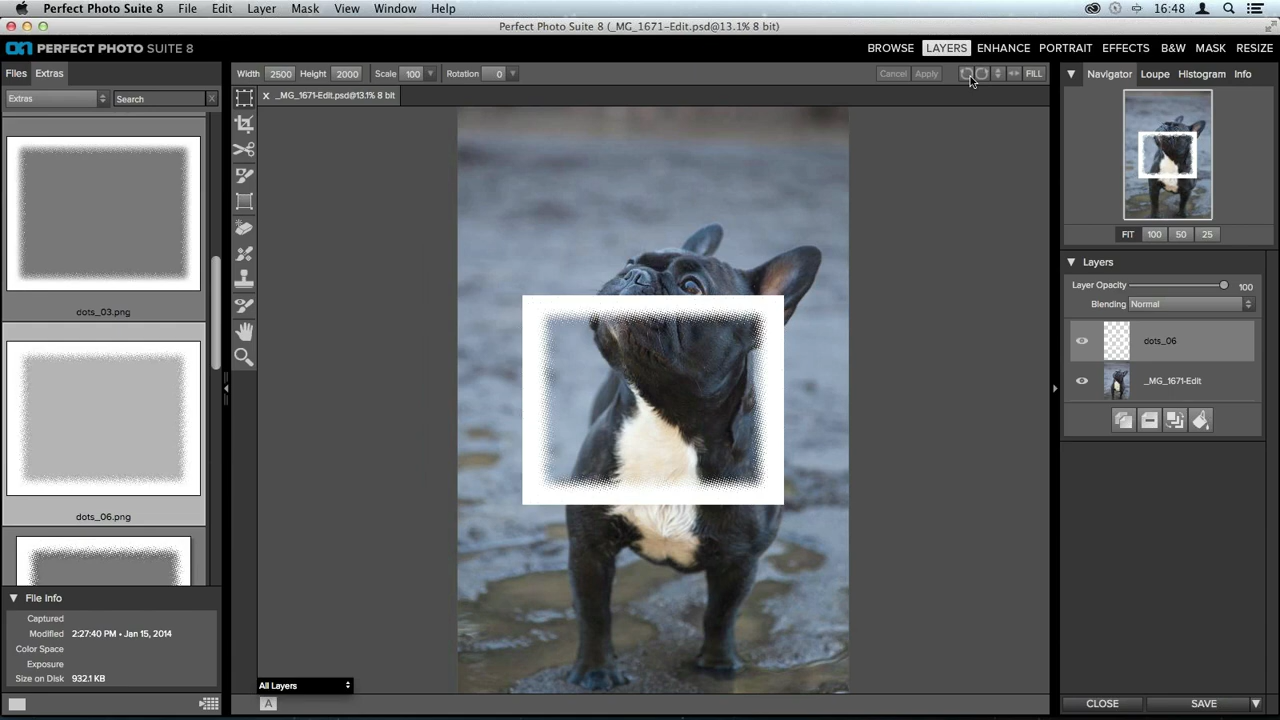 Perfect Photo Suite 8 File Edit Layer Mask View Window Help 16:48
Perfect Photo Suite 8 (_MG_1671-Edit.psd@13.1% 8 bit)
PERFECT PHOTO SUITE 8 BROWSE LAYERS ENHANCE PORTRAIT EFFECTS B&W MASK RESIZE
Files Extras
Width 2500 Height 2000 Scale 100 Rotation 0 Cancel Apply FILL
Navigator Loupe Histogram Info
Extras Search X
X _MG_1671-Edit.psd@13.1% 8 bit
dots_03.png
dots_06.png
FIT 100 50 25
Layers
Layer Opacity 100
Blending Normal
dots_06
_MG_1671-Edit
File Info
Captured
Modified 2:27:40 PM • Jan 15, 2014
Color Space
Exposure
Size on Disk 932.1 KB
All Layers
A
CLOSE SAVE